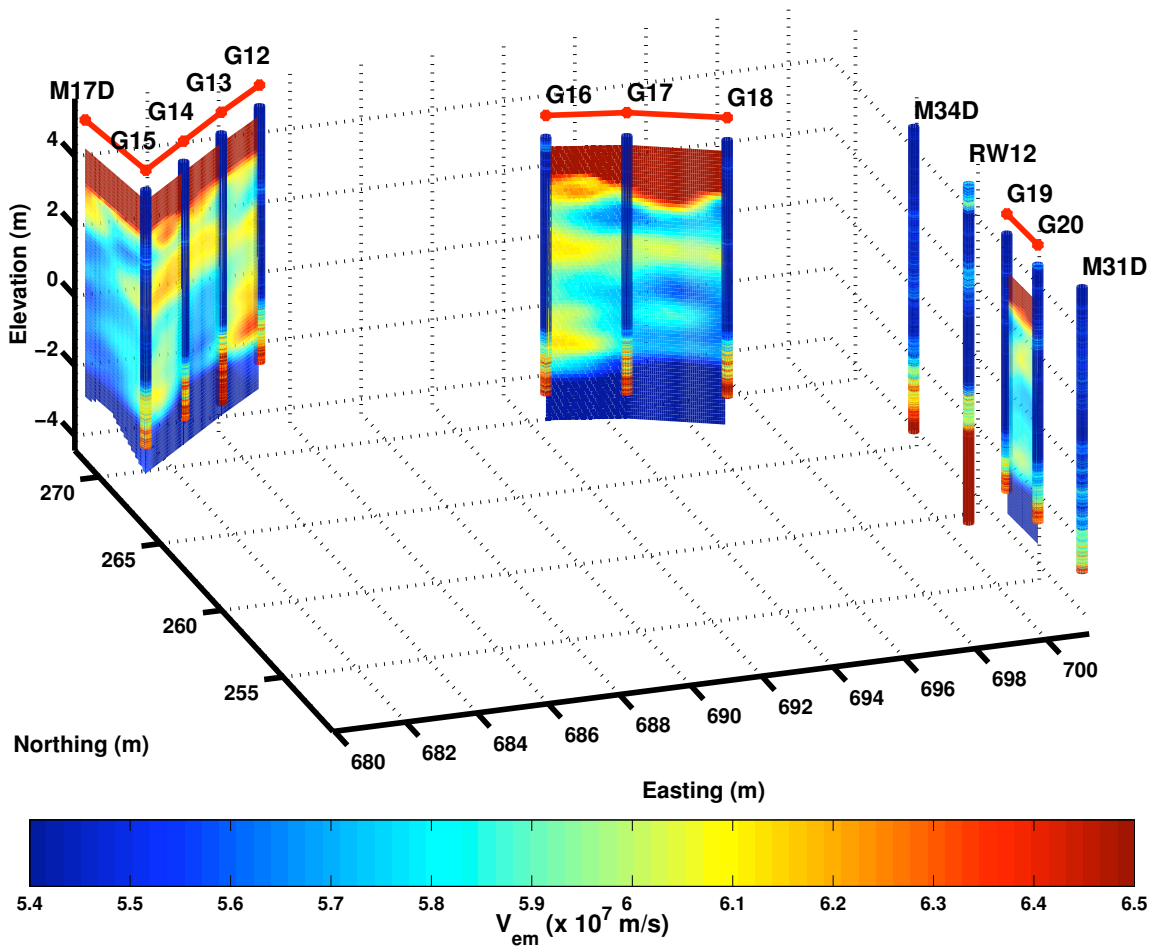 G12
M17D
G13
G14
G15
G16
G17
G18
M34D
RW12
G19
G20
M31D
Elevation (m)
4
2
0
−2
−4
270
265
260
255
Northing (m)
680
682
684
686
688
690
692
694
696
698
700
Easting (m)
5.4 5.5 5.6 5.7 5.8 5.9 6 6.1 6.2 6.3 6.4 6.5
V_em (x 10^7 m/s)